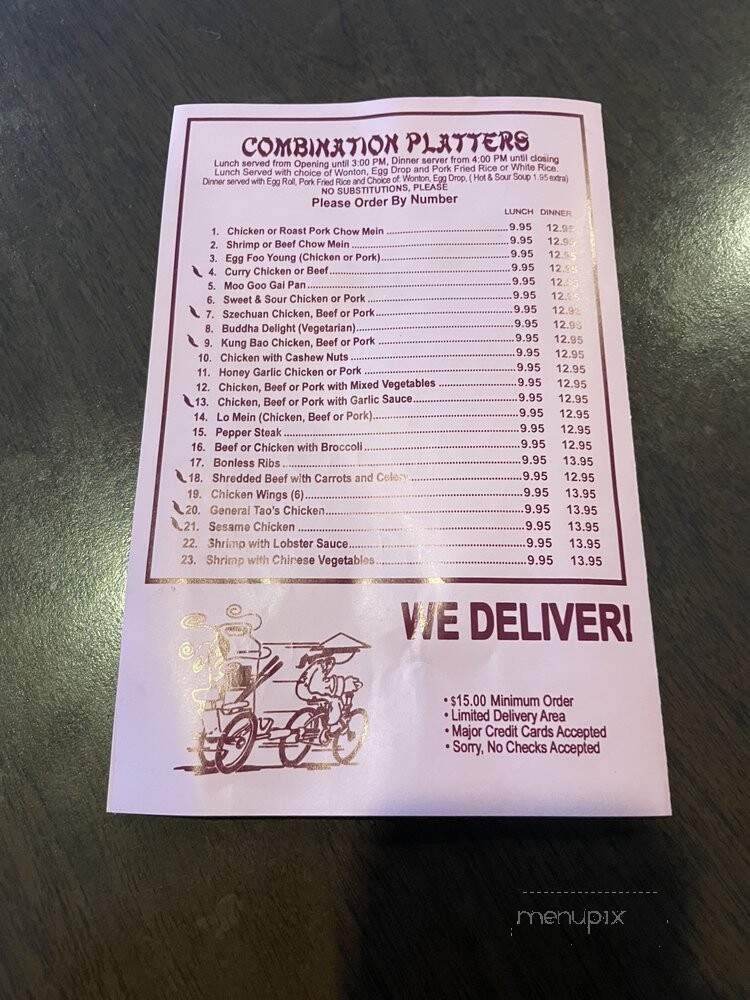 COMBINATION PLATTERS
Lunch served from Opening until 3:00 PM, Dinner server from 4:00 PM until closing
Lunch Served with choice of Wonton, Egg Drop and Pork Fried Rice or White Rice.
Dinner served with Egg Roll, Pork Fried Rice and Choice of: Wonton, Egg Drop, ( Hot & Sour Soup 1.95 extra)
NO SUBSTITUTIONS, PLEASE
Please Order By Number
LUNCH DINNER
1. Chicken or Roast Pork Chow Mein 9.95 12.95
2. Shrimp or Beef Chow Mein 9.95 12.95
3. Egg Foo Young (Chicken or Pork) 9.95 12.95
4. Curry Chicken or Beef 9.95 12.95
5. Moo Goo Gai Pan 9.95 12.95
6. Sweet & Sour Chicken or Pork 9.95 12.95
7. Szechuan Chicken, Beef or Pork 9.95 12.95
8. Buddha Delight (Vegetarian) 9.95 12.95
9. Kung Bao Chicken, Beef or Pork 9.95 12.95
10. Chicken with Cashew Nuts 9.95 12.95
11. Honey Garlic Chicken or Pork 9.95 12.95
12. Chicken, Beef or Pork with Mixed Vegetables 9.95 12.95
13. Chicken, Beef or Pork with Garlic Sauce 9.95 12.95
14. Lo Mein (Chicken, Beef or Pork) 9.95 12.95
15. Pepper Steak 9.95 12.95
16. Beef or Chicken with Broccoli 9.95 12.95
17. Bonless Ribs 9.95 13.95
18. Shredded Beef with Carrots and Celery 9.95 12.95
19. Chicken Wings (6) 9.95 13.95
20. General Tao's Chicken 9.95 13.95
21. Sesame Chicken 9.95 13.95
22. Shrimp with Lobster Sauce 9.95 13.95
23. Shrimp with Chinese Vegetables 9.95 13.95
WE DELIVER!
• $15.00 Minimum Order
• Limited Delivery Area
• Major Credit Cards Accepted
• Sorry, No Checks Accepted
menupix